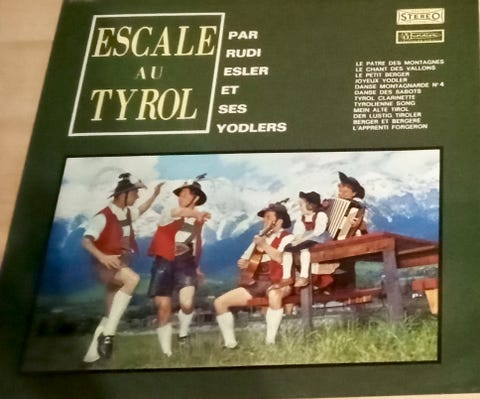 ESCALE
AU
TYROL
PAR
RUDI
ESLER
ET
SES
YODLERS
STEREO
LE PATRE DES MONTAGNES
LE CHANT DES VALLONS
LE PETIT BERGER
JOYEUX YODLER
DANSE MONTAGNARDE N°4
DANSE DES SABOTS
TYROL CLARINETTE
TYROLIENNE SONG
MEIN ALTE TIROL
DER LUSTIG TIROLER
BERGER ET BERGERE
L'APPRENTI FORGERON